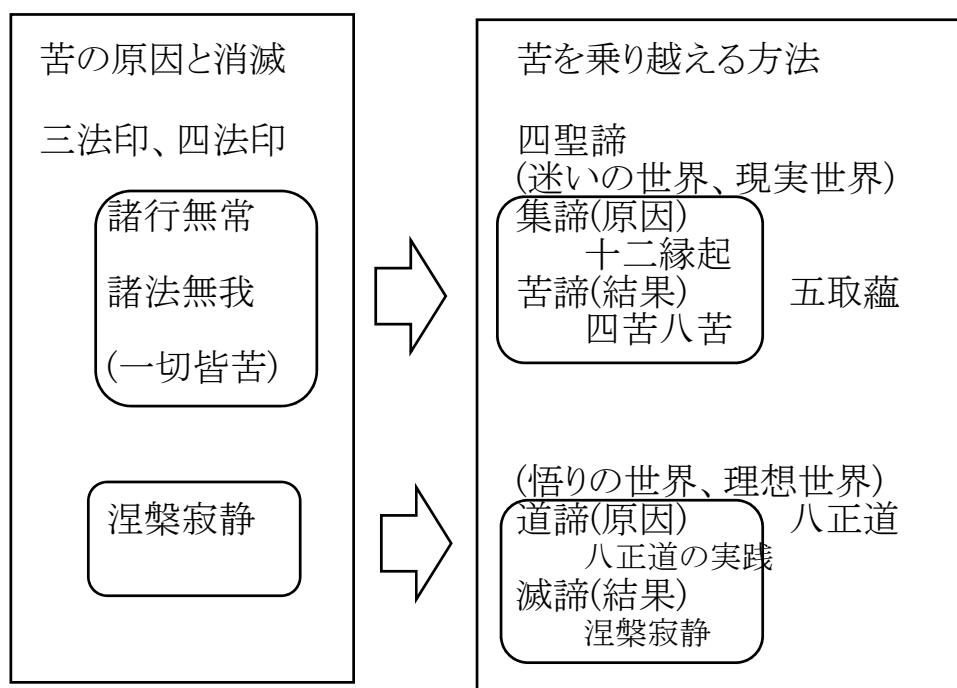 苦の原因と消滅
三法印、四法印
諸行無常
諸法無我
(一切皆苦)
涅槃寂静
苦を乗り越える方法
四聖諦
(迷いの世界、現実世界)
集諦(原因)
十二縁起
苦諦(結果) 五取蘊
四苦八苦
(悟りの世界、理想世界)
道諦(原因) 八正道
八正道の実践
滅諦(結果)
涅槃寂静